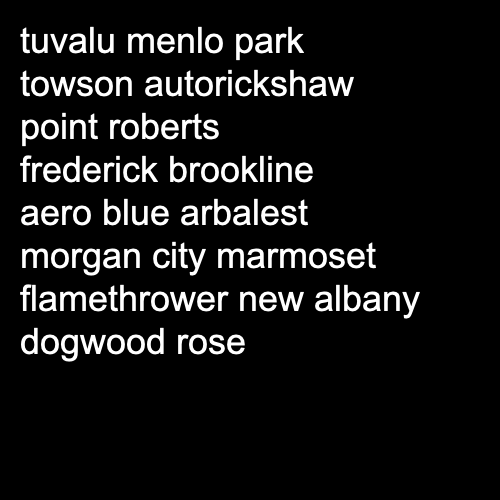 tuvalu menlo park
towson autorickshaw
point roberts
frederick brookline
aero blue arbalest
morgan city marmoset
flamethrower new albany
dogwood rose